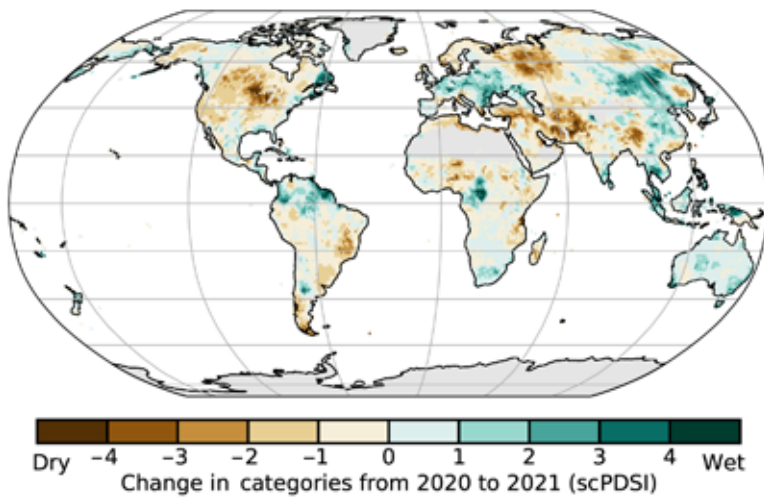 Dry −4 −3 −2 −1 0 1 2 3 4 Wet
Change in categories from 2020 to 2021 (scPDSI)